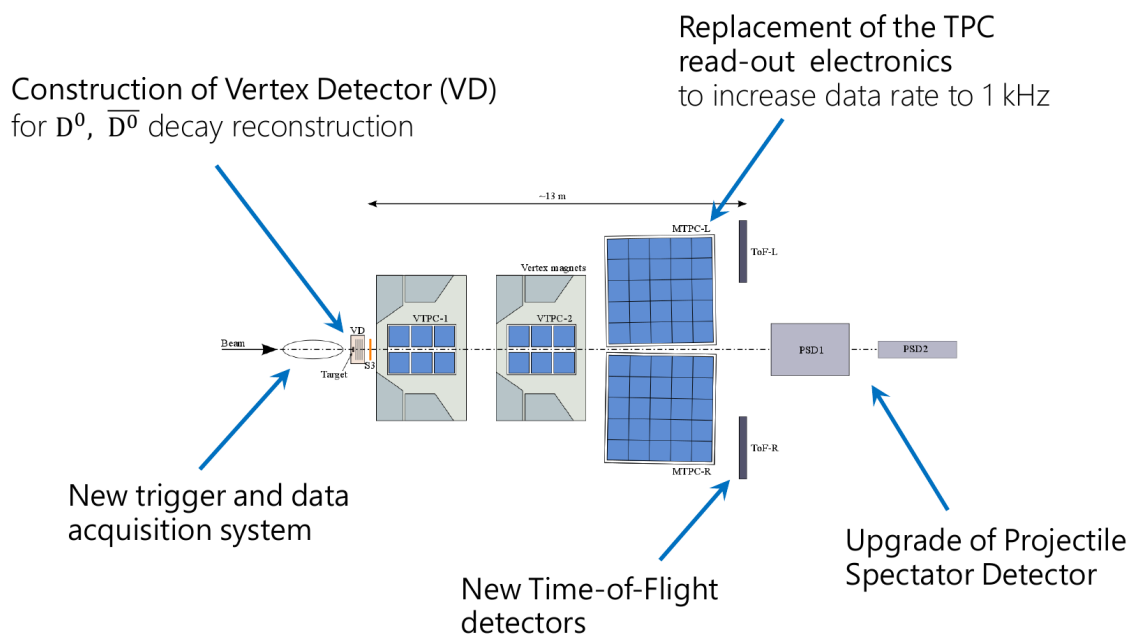 Replacement of the TPC
read-out electronics
to increase data rate to 1 kHz
Construction of Vertex Detector (VD)
for D⁰, D̅⁰ decay reconstruction
~13 m
MTPC-L
ToF-L
Vertex magnets
VTPC-1
VTPC-2
VD
Beam
Target
S3
PSD1
PSD2
MTPC-R
ToF-R
New trigger and data
acquisition system
New Time-of-Flight
detectors
Upgrade of Projectile
Spectator Detector